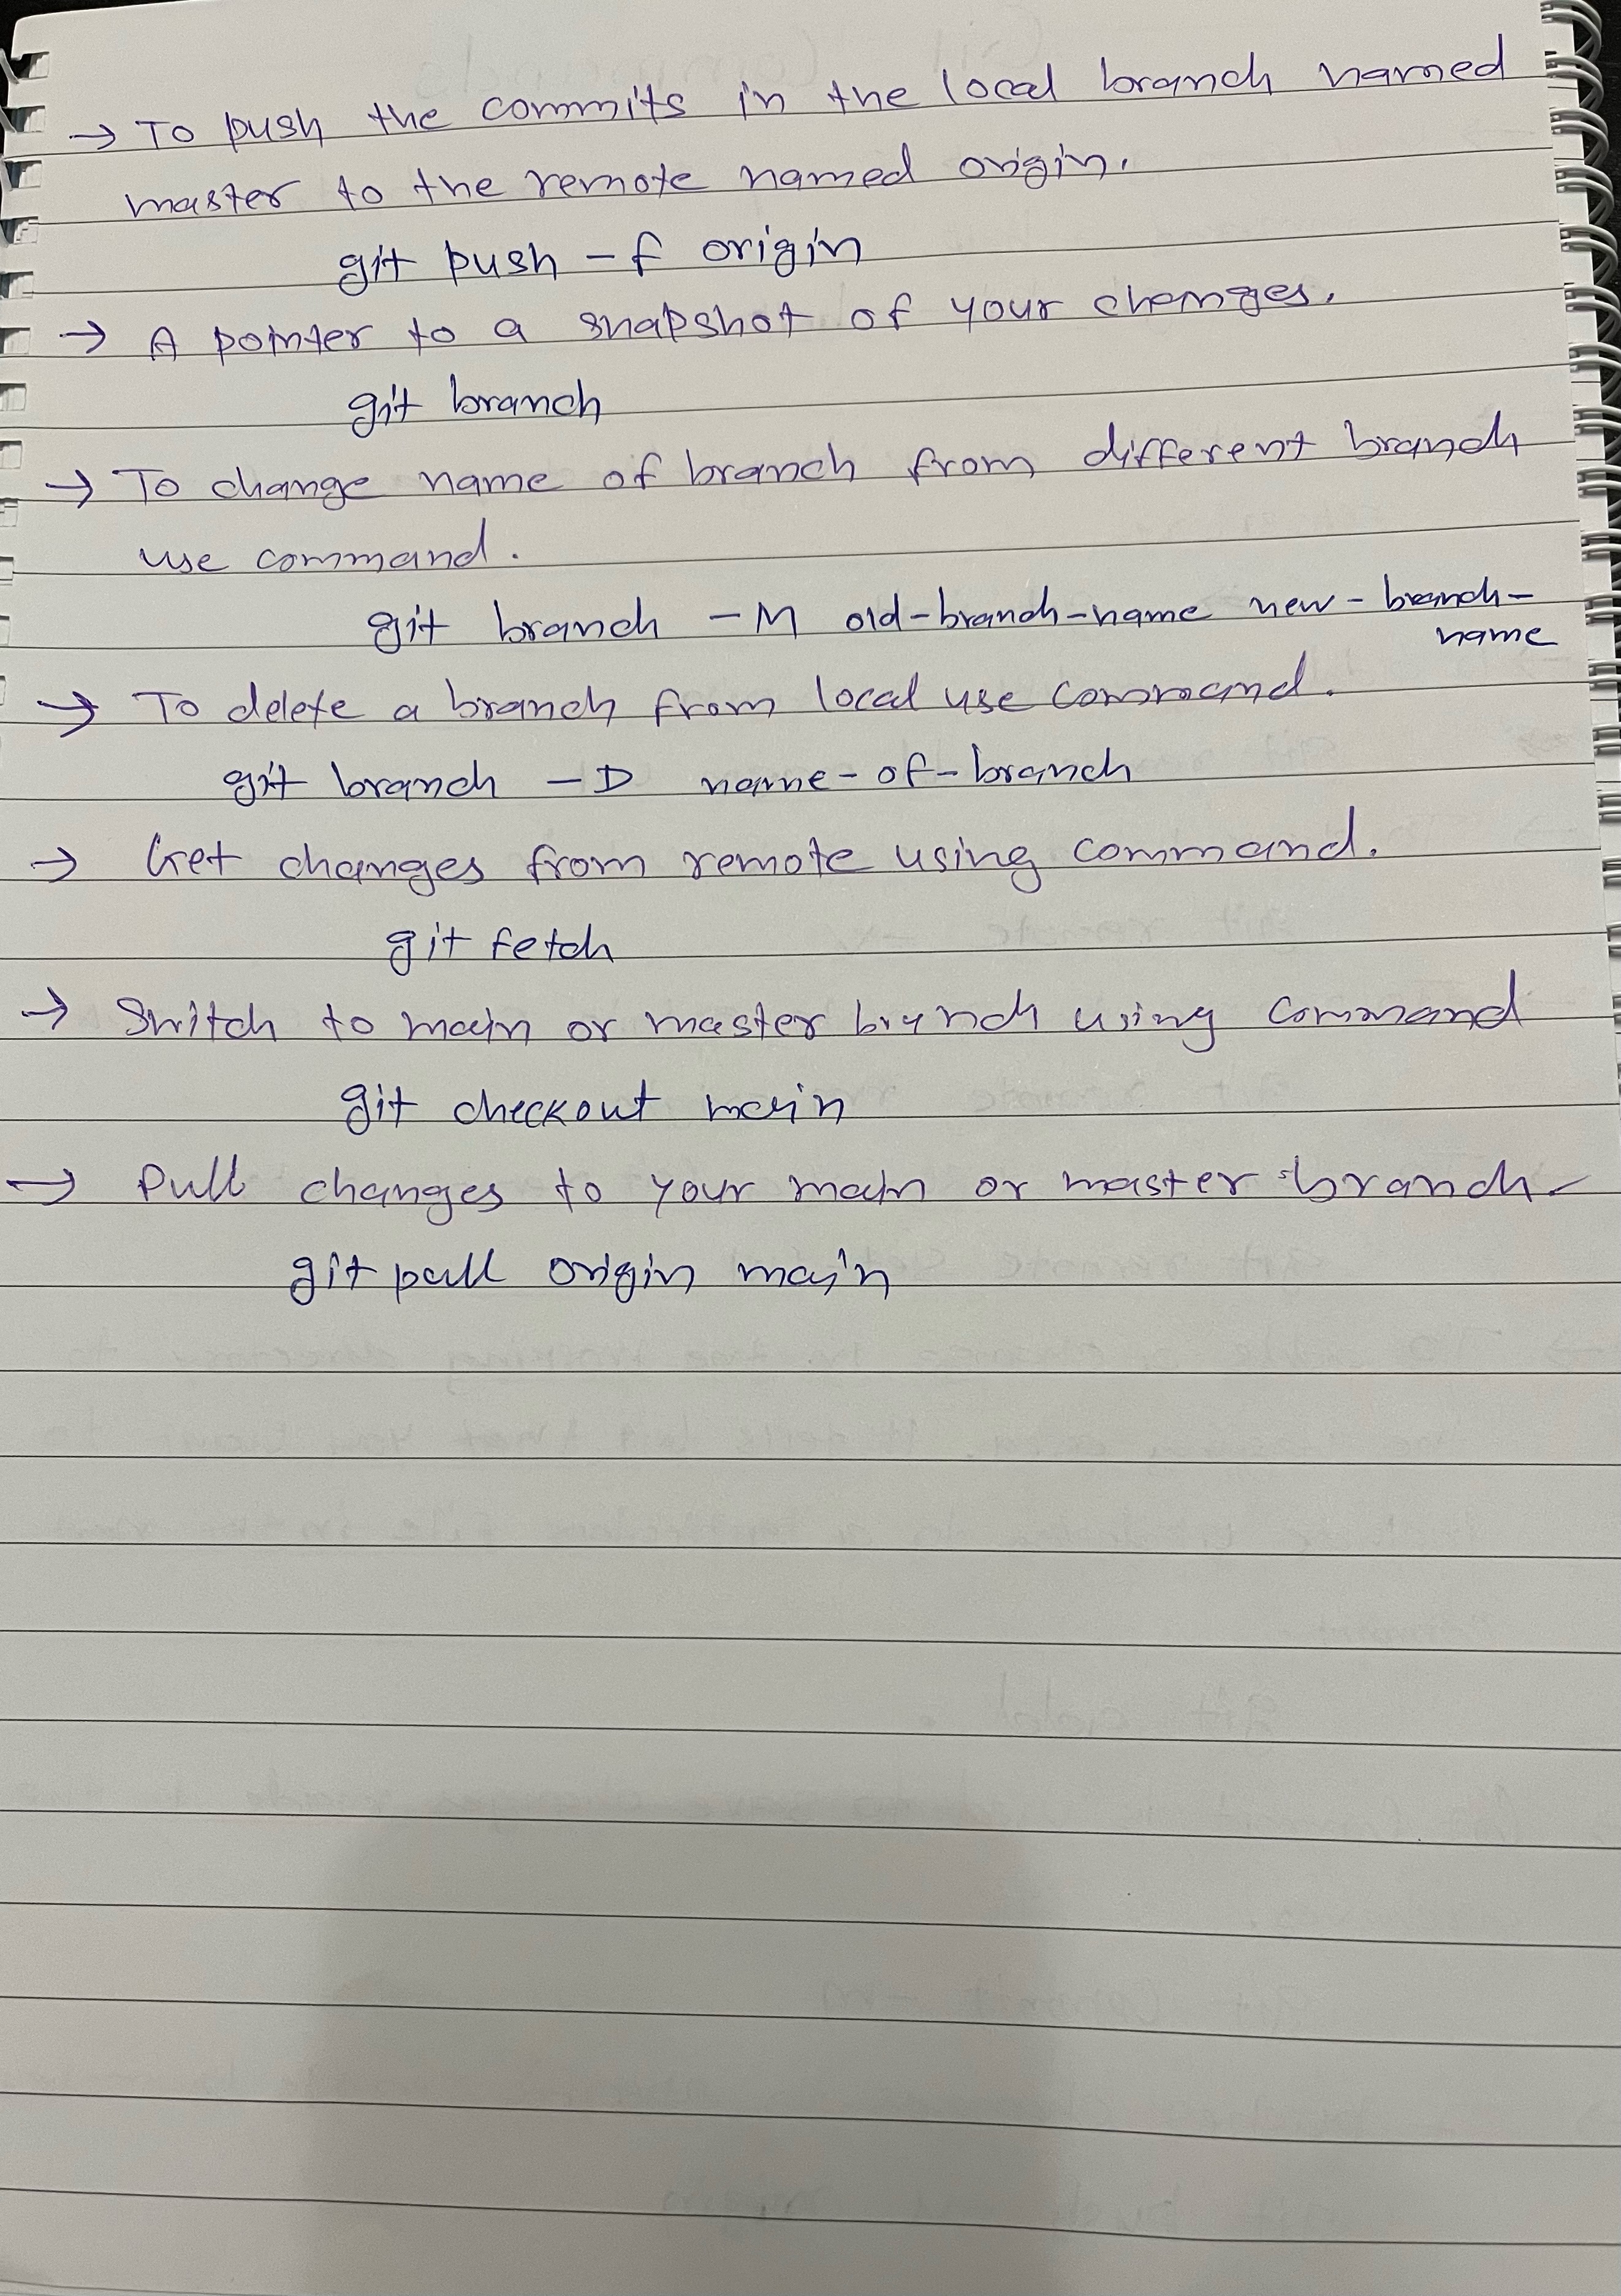 → To push the commits in the local branch named
master to the remote named origin.
git push -f origin
→ A pointer to a snapshot of your changes.
git branch
→ To change name of branch from different branch
use command.
git branch -M old-branch-name new-branch-
name
→ To delete a branch from local use command.
git branch -D name-of-branch
→ Get changes from remote using command.
git fetch
→ Switch to main or master branch using command
git checkout main
→ Pull changes to your main or master branch
git pull origin main